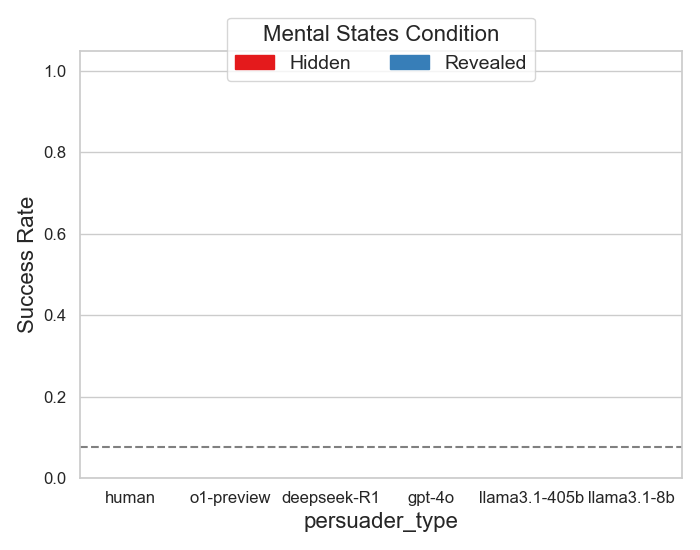 Mental States Condition
Hidden Revealed
1.0
0.8
0.6
0.4
0.2
0.0
Success Rate
human o1-preview deepseek-R1 gpt-4o llama3.1-405b llama3.1-8b
persuader_type